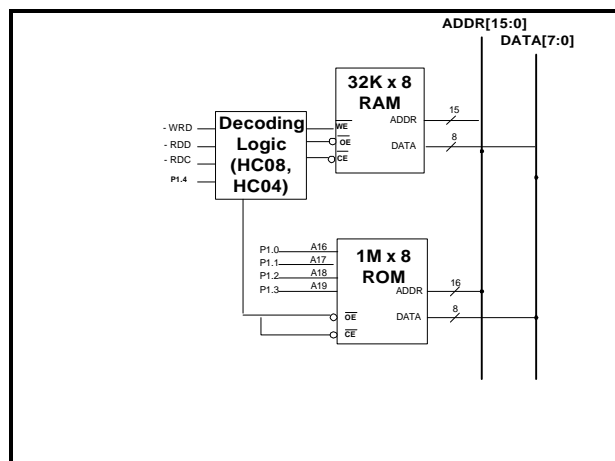 ADDR[15:0]
DATA[7:0]
32K x 8
RAM
ADDR
15
DATA
8
WE
OE
CE
Decoding
Logic
(HC08,
HC04)
- WRD
- RDD
- RDC
P1.4
P1.0 A16
P1.1 A17
P1.2 A18
P1.3 A19
1M x 8
ROM
ADDR
16
DATA
8
OE
CE